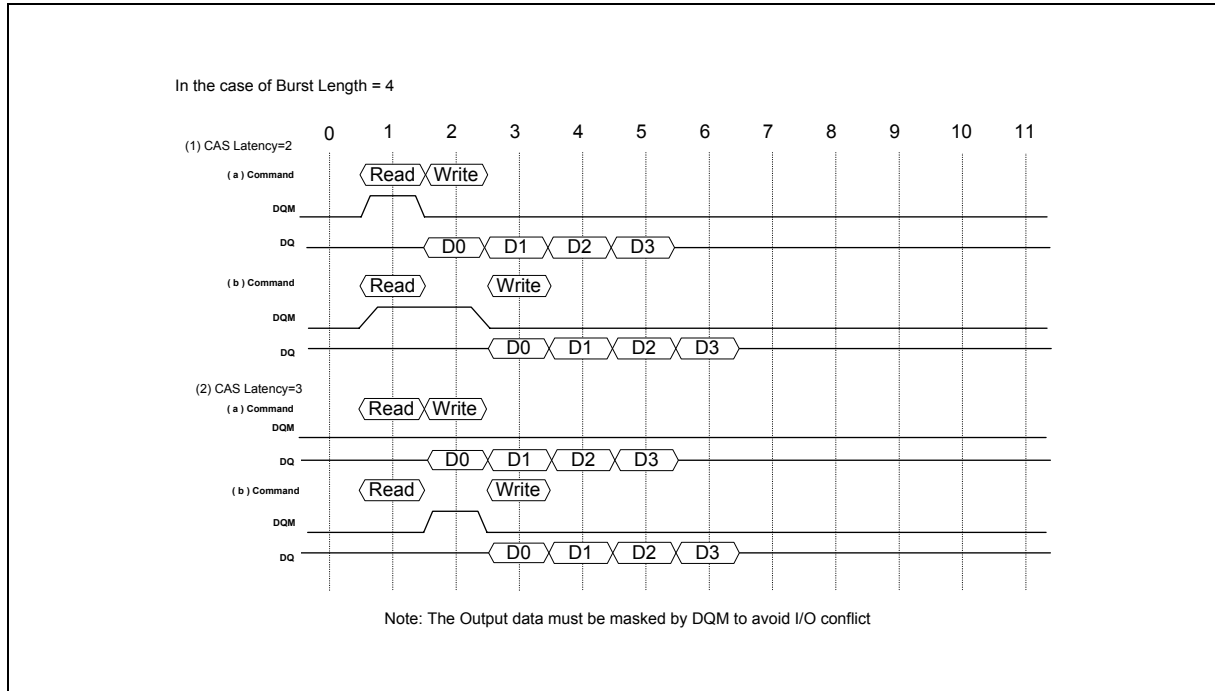 In the case of Burst Length = 4
0 1 2 3 4 5 6 7 8 9 10 11
(1) CAS Latency=2
( a ) Command Read Write
DQM
DQ D0 D1 D2 D3
( b ) Command Read Write
DQM
DQ D0 D1 D2 D3
(2) CAS Latency=3
( a ) Command Read Write
DQM
DQ D0 D1 D2 D3
( b ) Command Read Write
DQM
DQ D0 D1 D2 D3
Note: The Output data must be masked by DQM to avoid I/O conflict